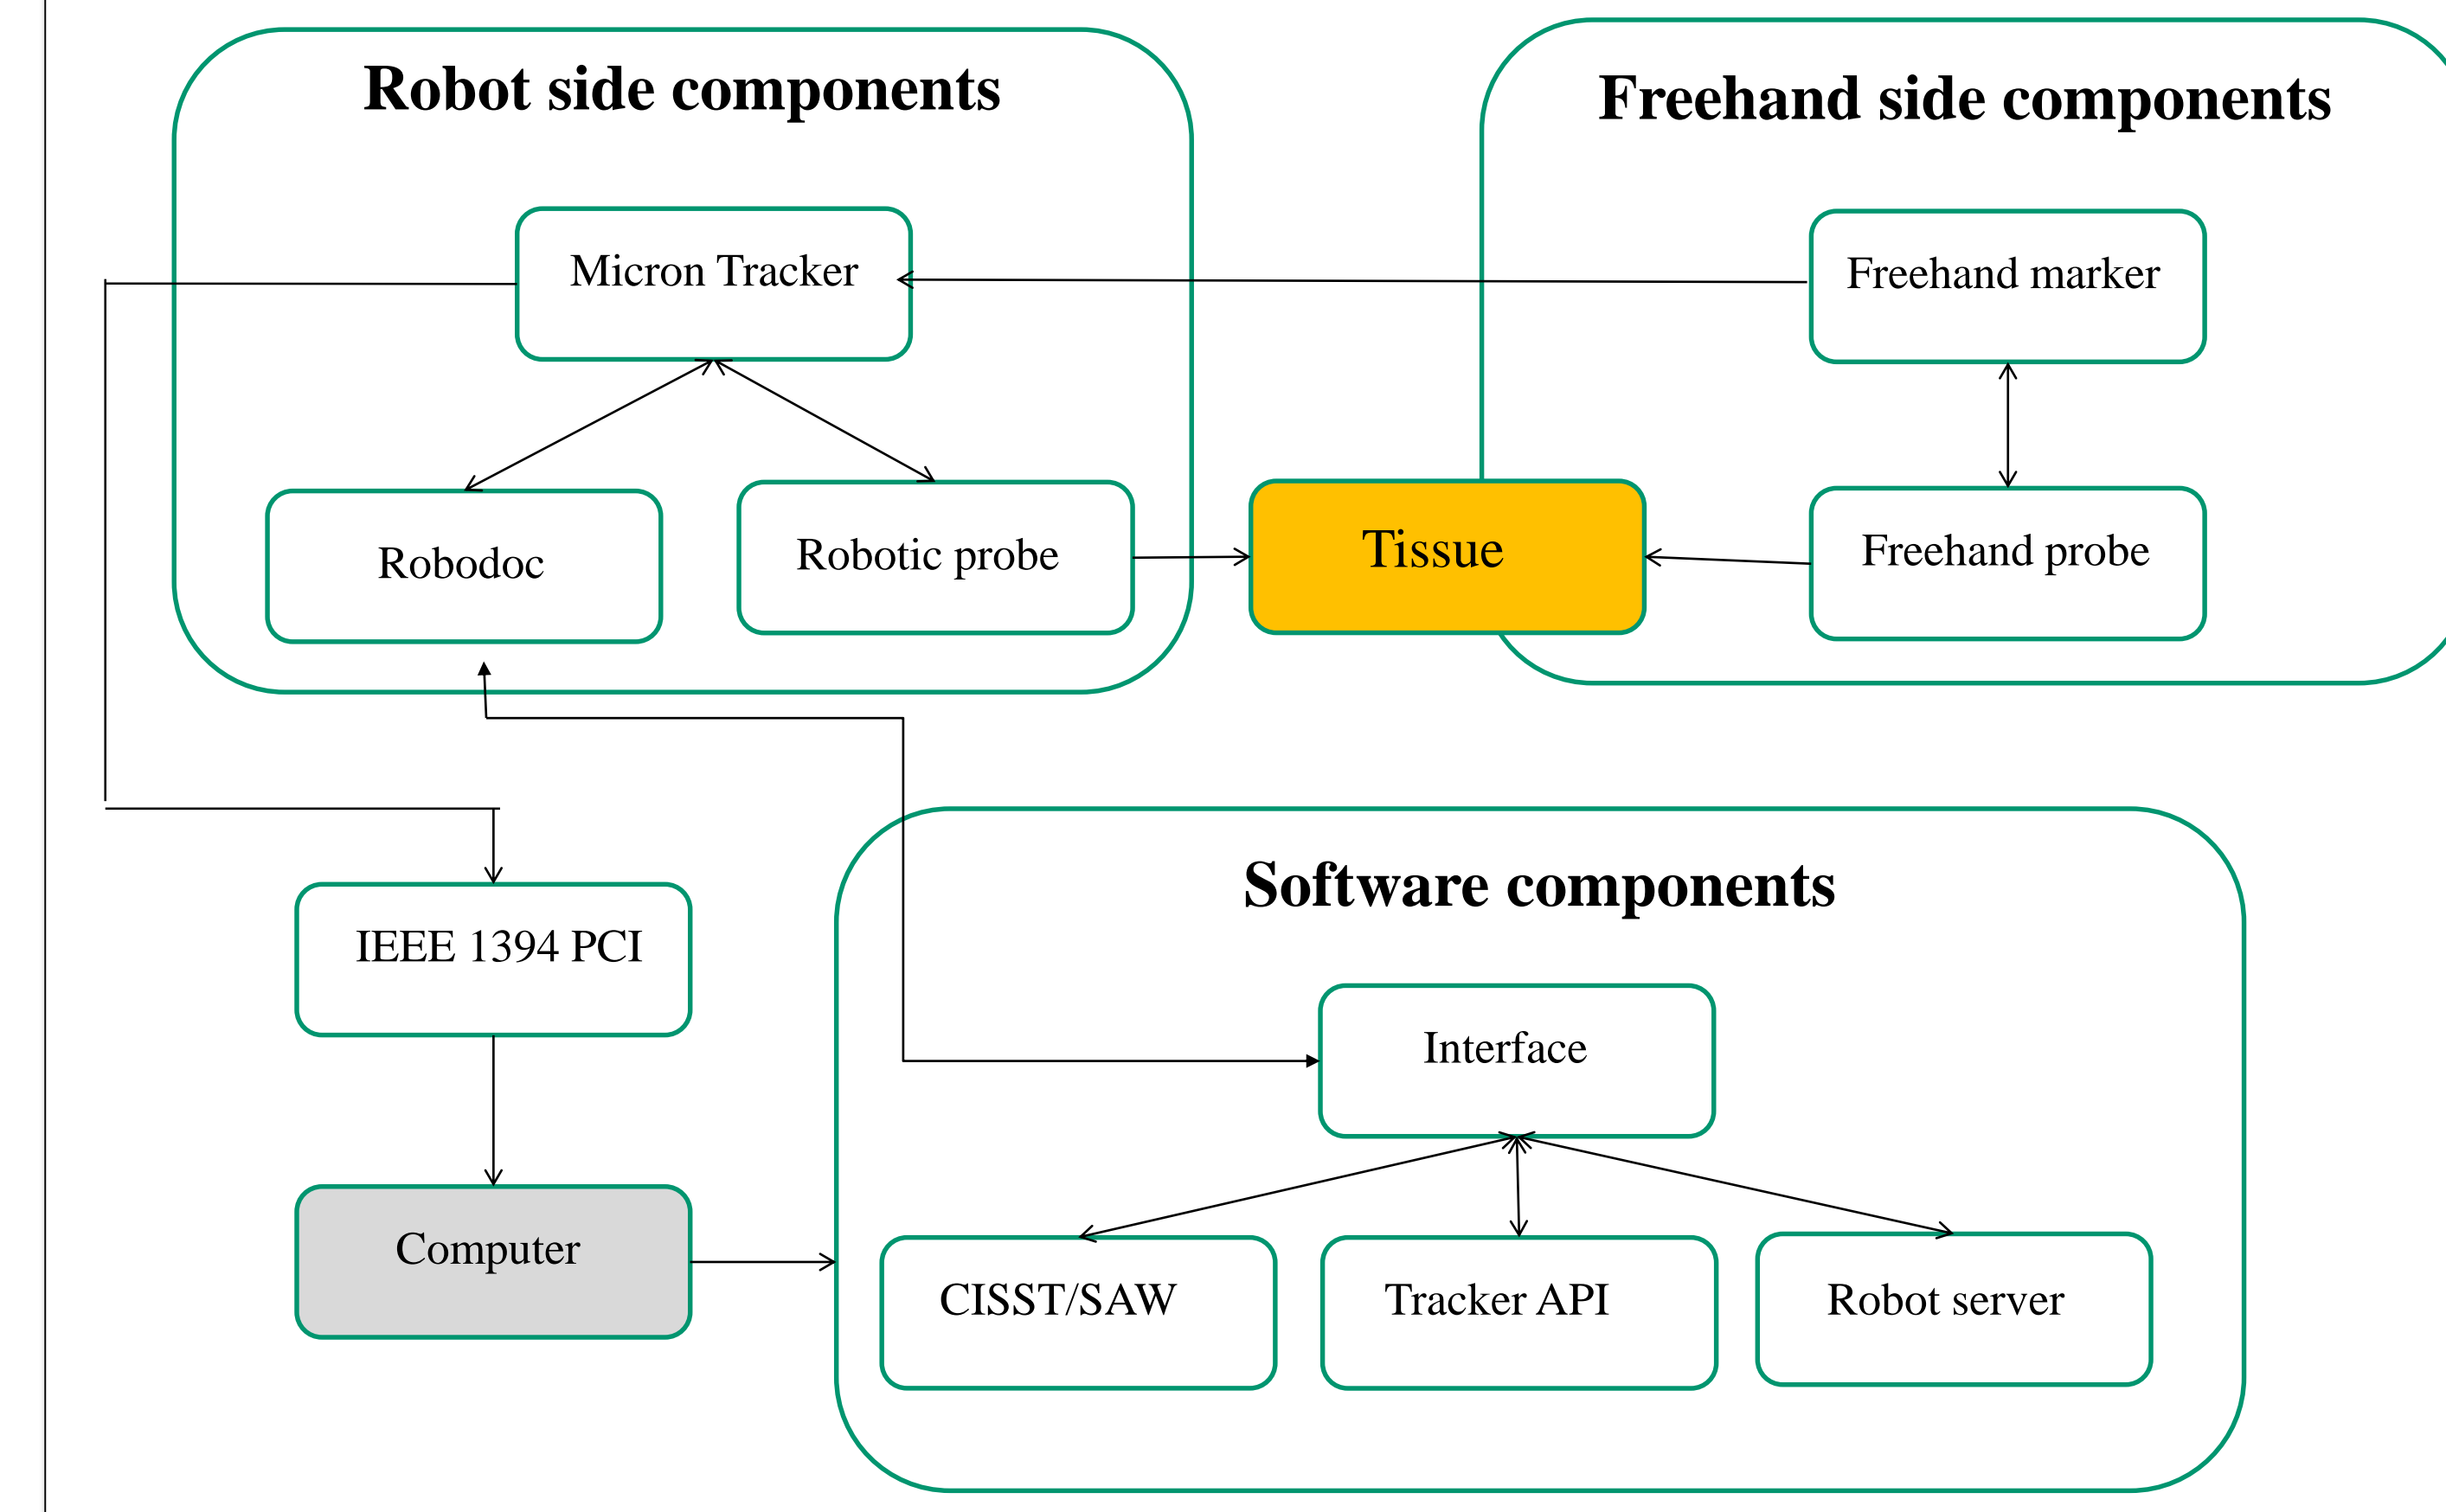 Robot side components
Freehand side components
Micron Tracker
Freehand marker
Robodoc
Robotic probe
Tissue
Freehand probe
Software components
IEEE 1394 PCI
Interface
Computer
CISST/SAW
Tracker API
Robot server